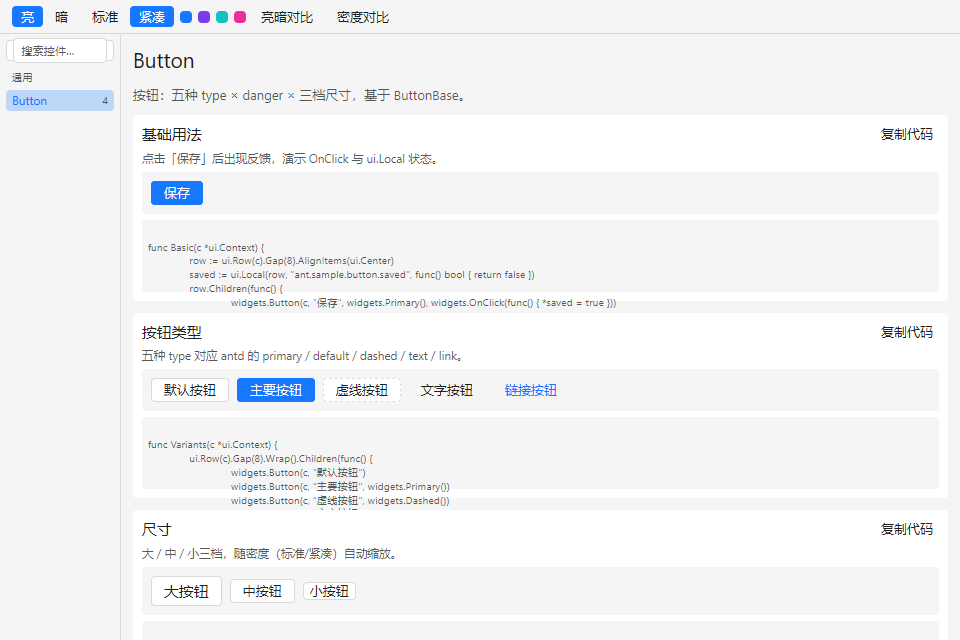 亮 暗 标准 紧凑 亮暗对比 密度对比
搜索控件...
通用
Button 4
Button
按钮：五种 type × danger × 三档尺寸，基于 ButtonBase。
基础用法 复制代码
点击「保存」后出现反馈，演示 OnClick 与 ui.Local 状态。
保存
func Basic(c *ui.Context) {
row := ui.Row(c).Gap(8).AlignItems(ui.Center)
saved := ui.Local(row, "ant.sample.button.saved", func() bool { return false })
row.Children(func() {
widgets.Button(c, "保存", widgets.Primary(), widgets.OnClick(func() { *saved = true }))
按钮类型 复制代码
五种 type 对应 antd 的 primary / default / dashed / text / link。
默认按钮 主要按钮 虚线按钮 文字按钮 链接按钮
func Variants(c *ui.Context) {
ui.Row(c).Gap(8).Wrap().Children(func() {
widgets.Button(c, "默认按钮")
widgets.Button(c, "主要按钮", widgets.Primary())
widgets.Button(c, "虚线按钮", widgets.Dashed())
尺寸 复制代码
大 / 中 / 小三档，随密度（标准/紧凑）自动缩放。
大按钮 中按钮 小按钮